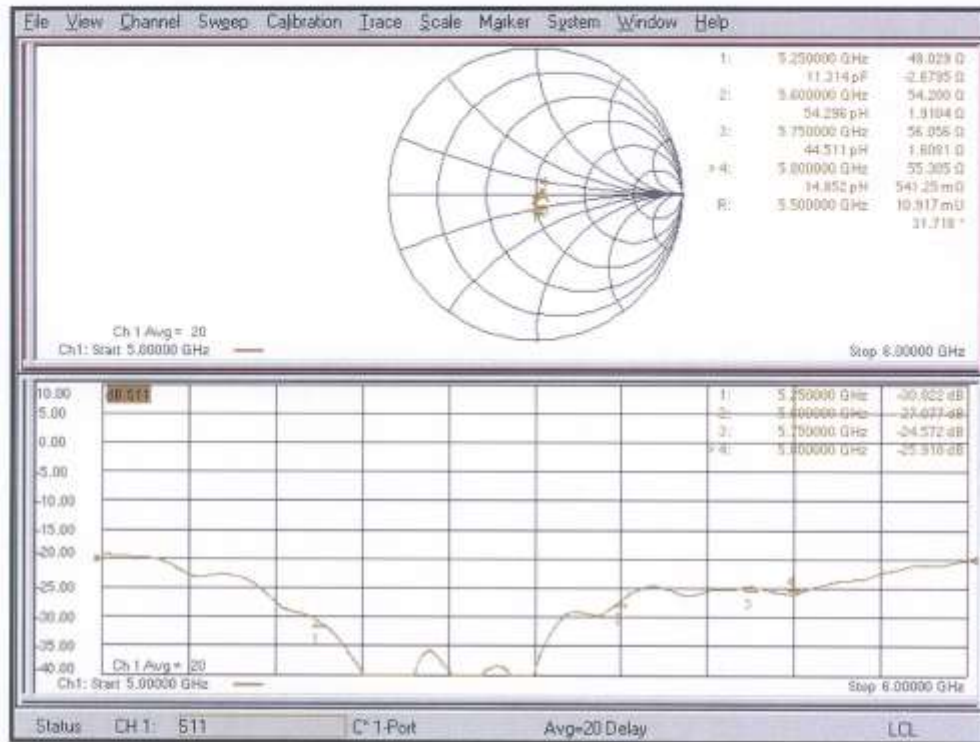 File View Channel Sweep Calibration Trace Scale Marker System Window Help
1: 5.250000 GHz 48.029 Ω
11.314 pF -2.6795 Ω
2: 5.600000 GHz 54.200 Ω
54.296 pH 1.9104 Ω
3: 5.750000 GHz 56.056 Ω
44.511 pH 1.6081 Ω
> 4: 5.800000 GHz 55.305 Ω
14.852 pH 541.25 mΩ
R: 5.500000 GHz 10.917 mU
31.718 °
Ch 1 Avg = 20
Ch1: Start 5.00000 GHz
Stop 6.00000 GHz
10.00
5.00
0.00
-5.00
-10.00
-15.00
-20.00
-25.00
-30.00
-35.00
-40.00
1: 5.250000 GHz -30.822 dB
2: 5.600000 GHz -27.077 dB
3: 5.750000 GHz -24.572 dB
> 4: 5.800000 GHz -25.918 dB
1
3
Ch 1 Avg = 20
Ch1: Start 5.00000 GHz
Stop 6.00000 GHz
Status CH 1: S11 C* 1-Port Avg=20 Delay LCL